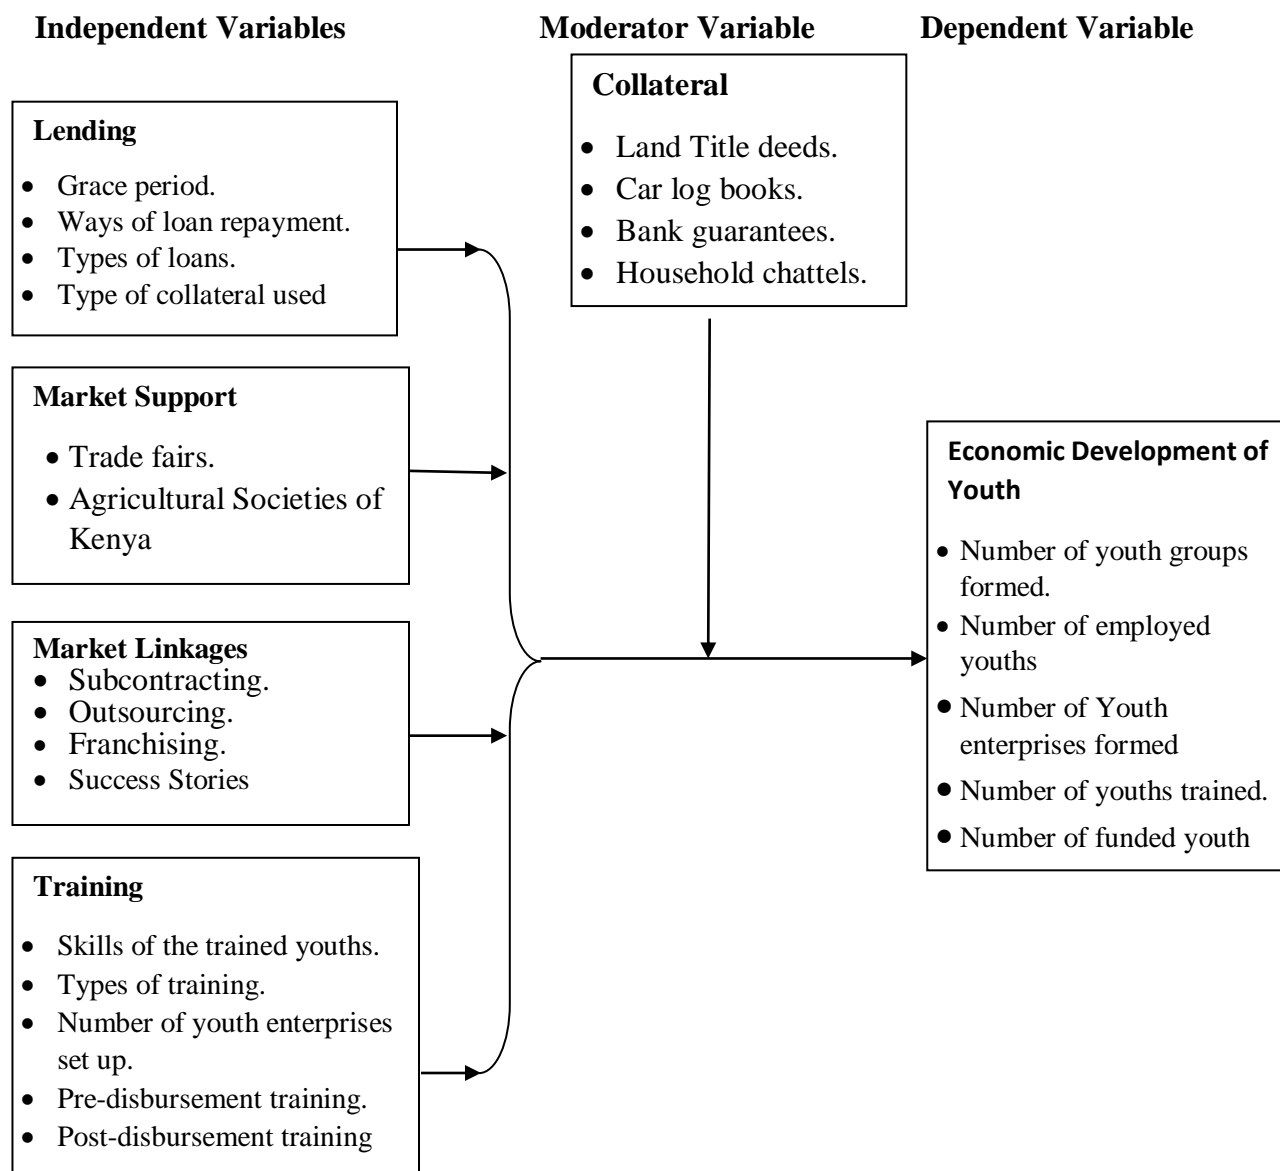 Independent Variables
Moderator Variable
Dependent Variable
Lending
• Grace period.
• Ways of loan repayment.
• Types of loans.
• Type of collateral used
Market Support
• Trade fairs.
• Agricultural Societies of
Kenya
Market Linkages
• Subcontracting.
• Outsourcing.
• Franchising.
• Success Stories
Training
• Skills of the trained youths.
• Types of training.
• Number of youth enterprises
set up.
• Pre-disbursement training.
• Post-disbursement training
Collateral
• Land Title deeds.
• Car log books.
• Bank guarantees.
• Household chattels.
Economic Development of
Youth
• Number of youth groups
formed.
• Number of employed
youths
• Number of Youth
enterprises formed
• Number of youths trained.
• Number of funded youth